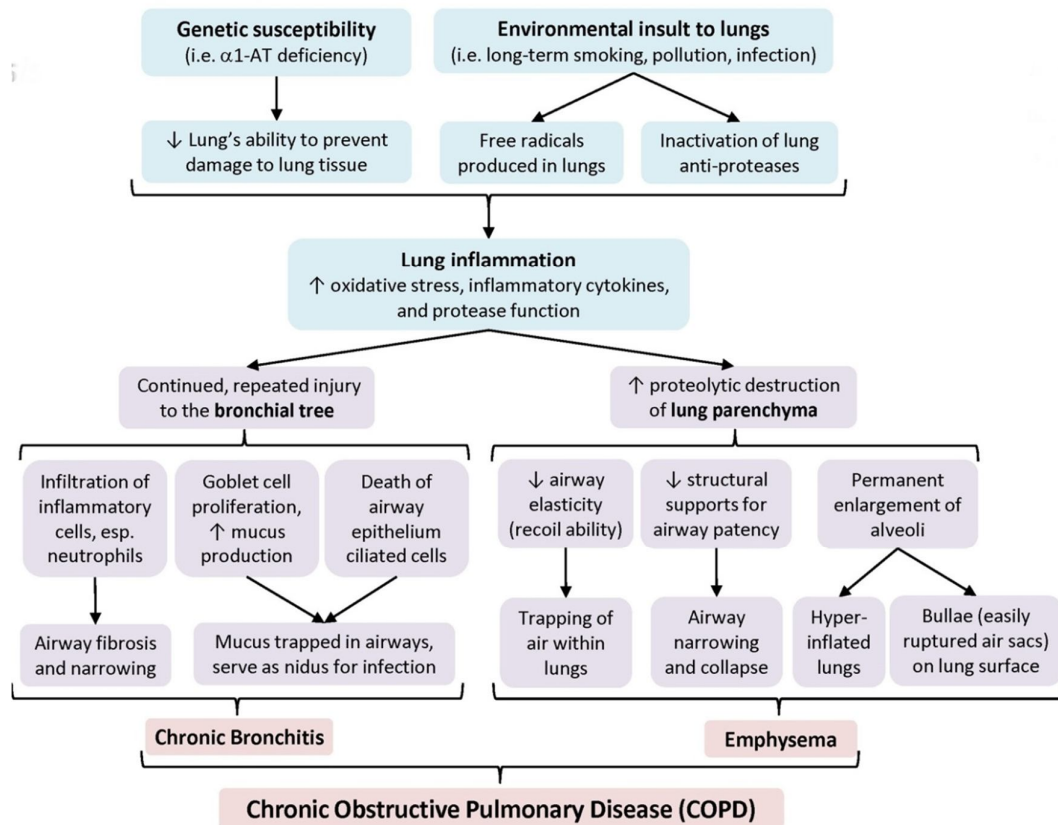 Genetic susceptibility
(i.e. α1-AT deficiency)
Environmental insult to lungs
(i.e. long-term smoking, pollution, infection)
↓ Lung's ability to prevent
damage to lung tissue
Free radicals
produced in lungs
Inactivation of lung
anti-proteases
Lung inflammation
↑ oxidative stress, inflammatory cytokines,
and protease function
Continued, repeated injury
to the bronchial tree
↑ proteolytic destruction
of lung parenchyma
Infiltration of
inflammatory
cells, esp.
neutrophils
Goblet cell
proliferation,
↑ mucus
production
Death of
airway
epithelium
ciliated cells
↓ airway
elasticity
(recoil ability)
↓ structural
supports for
airway patency
Permanent
enlargement of
alveoli
Airway fibrosis
and narrowing
Mucus trapped in airways,
serve as nidus for infection
Trapping of
air within
lungs
Airway
narrowing
and collapse
Hyper-
inflated
lungs
Bullae (easily
ruptured air sacs)
on lung surface
Chronic Bronchitis
Emphysema
Chronic Obstructive Pulmonary Disease (COPD)